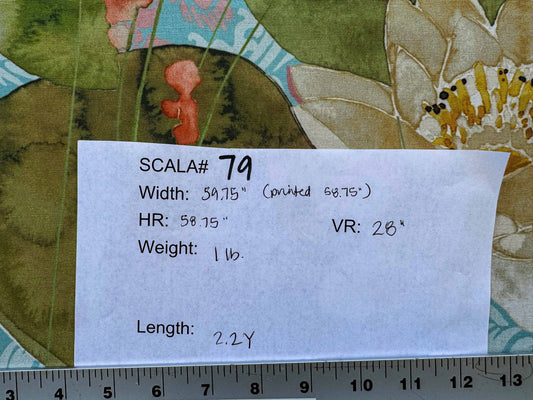 SCALA# 79
Width: 59.75" (printed 58.75")
HR: 58.75" VR: 28"
Weight: 1 lb.
Length: 2.2Y
3 4 5 6 7 8 9 10 11 12 13